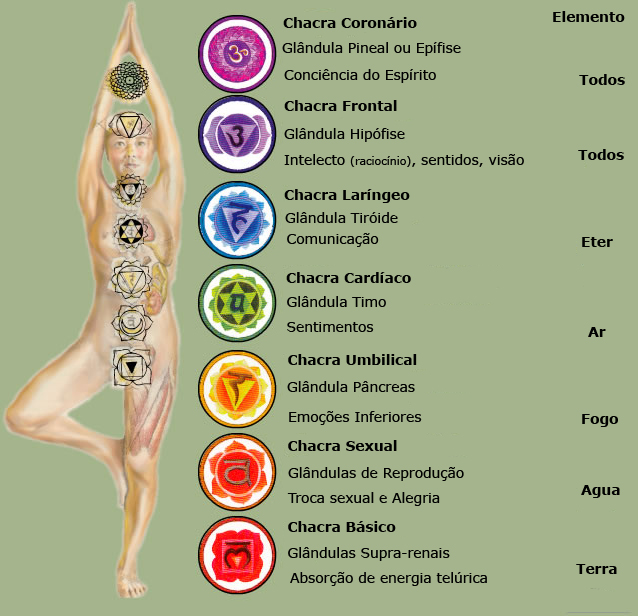 Elemento
Chacra Coronário
Glândula Pineal ou Epífise
Conciência do Espírito
Todos
Chacra Frontal
Glândula Hipófise
Intelecto (raciocínio), sentidos, visão
Todos
Chacra Laríngeo
Glândula Tiróide
Comunicação
Eter
Chacra Cardíaco
Glândula Timo
Sentimentos
Ar
Chacra Umbilical
Glândula Pâncreas
Emoções Inferiores
Fogo
Chacra Sexual
Glândulas de Reprodução
Troca sexual e Alegria
Agua
Chacra Básico
Glândulas Supra-renais
Absorção de energia telúrica
Terra